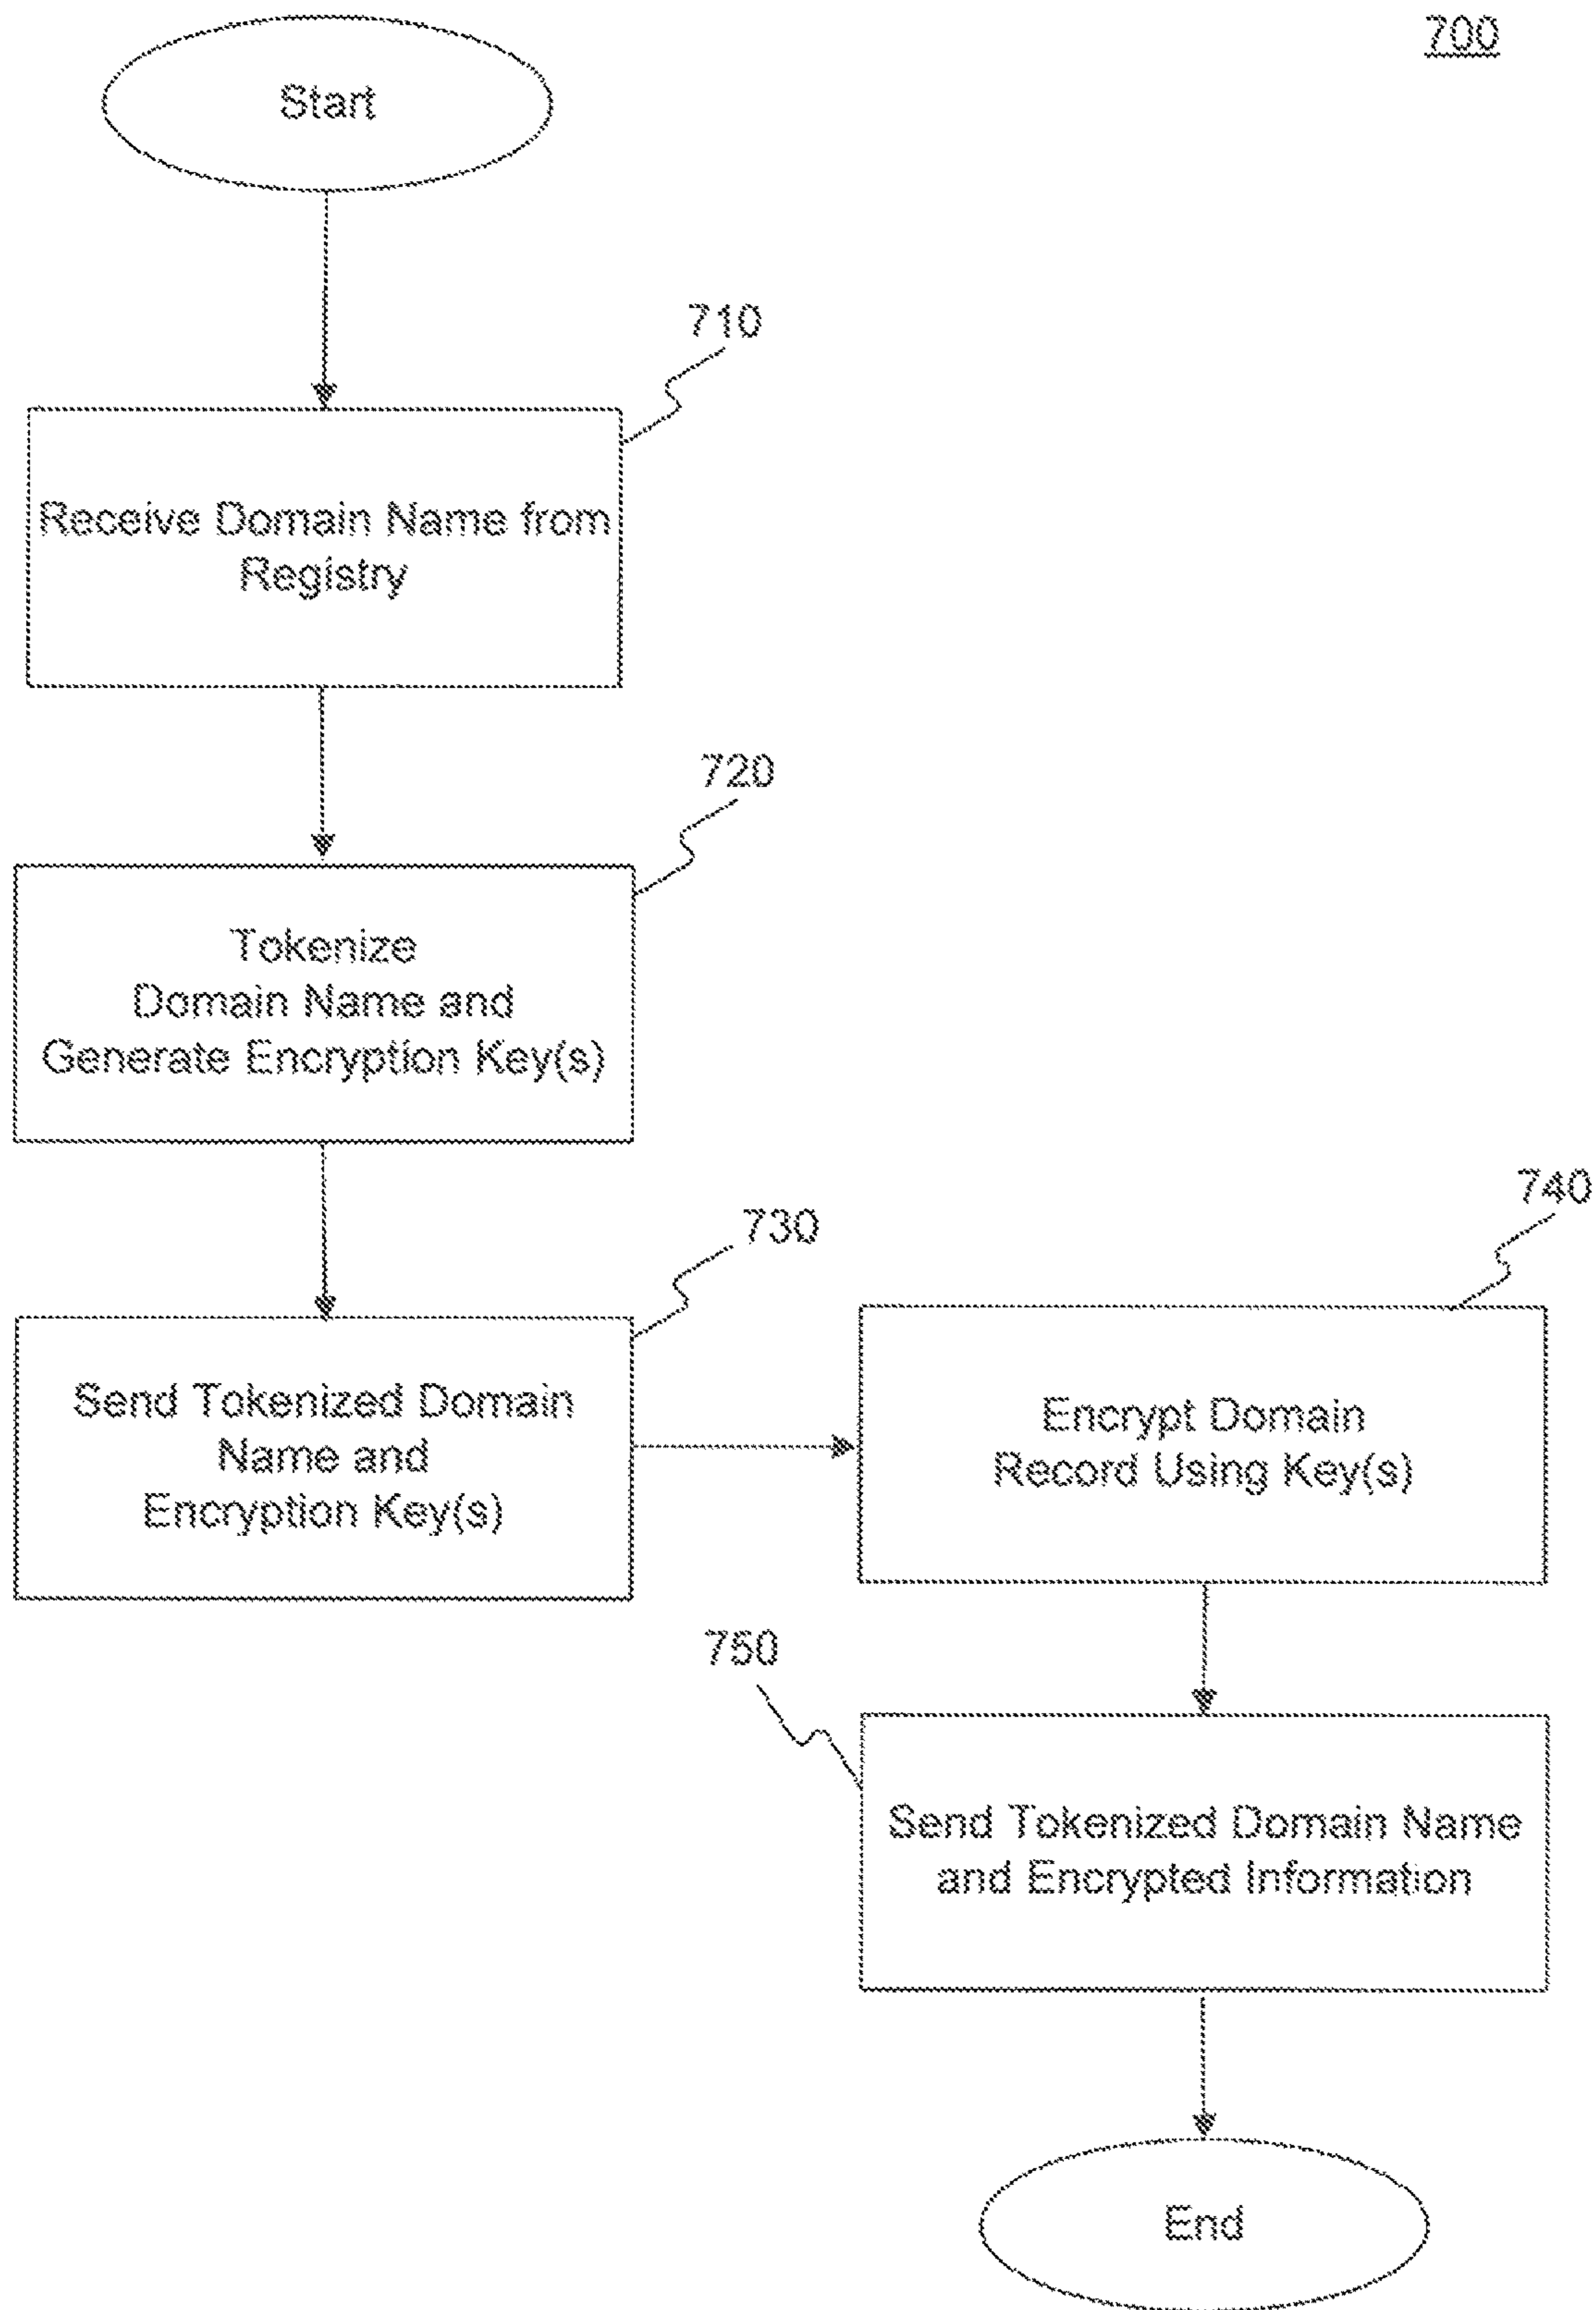 700
Start
710
Receive Domain Name from
Registry
720
Tokenize
Domain Name and
Generate Encryption Key(s)
730
Send Tokenized Domain
Name and
Encryption Key(s)
740
Encrypt Domain
Record Using Key(s)
750
Send Tokenized Domain Name
and Encrypted Information
End